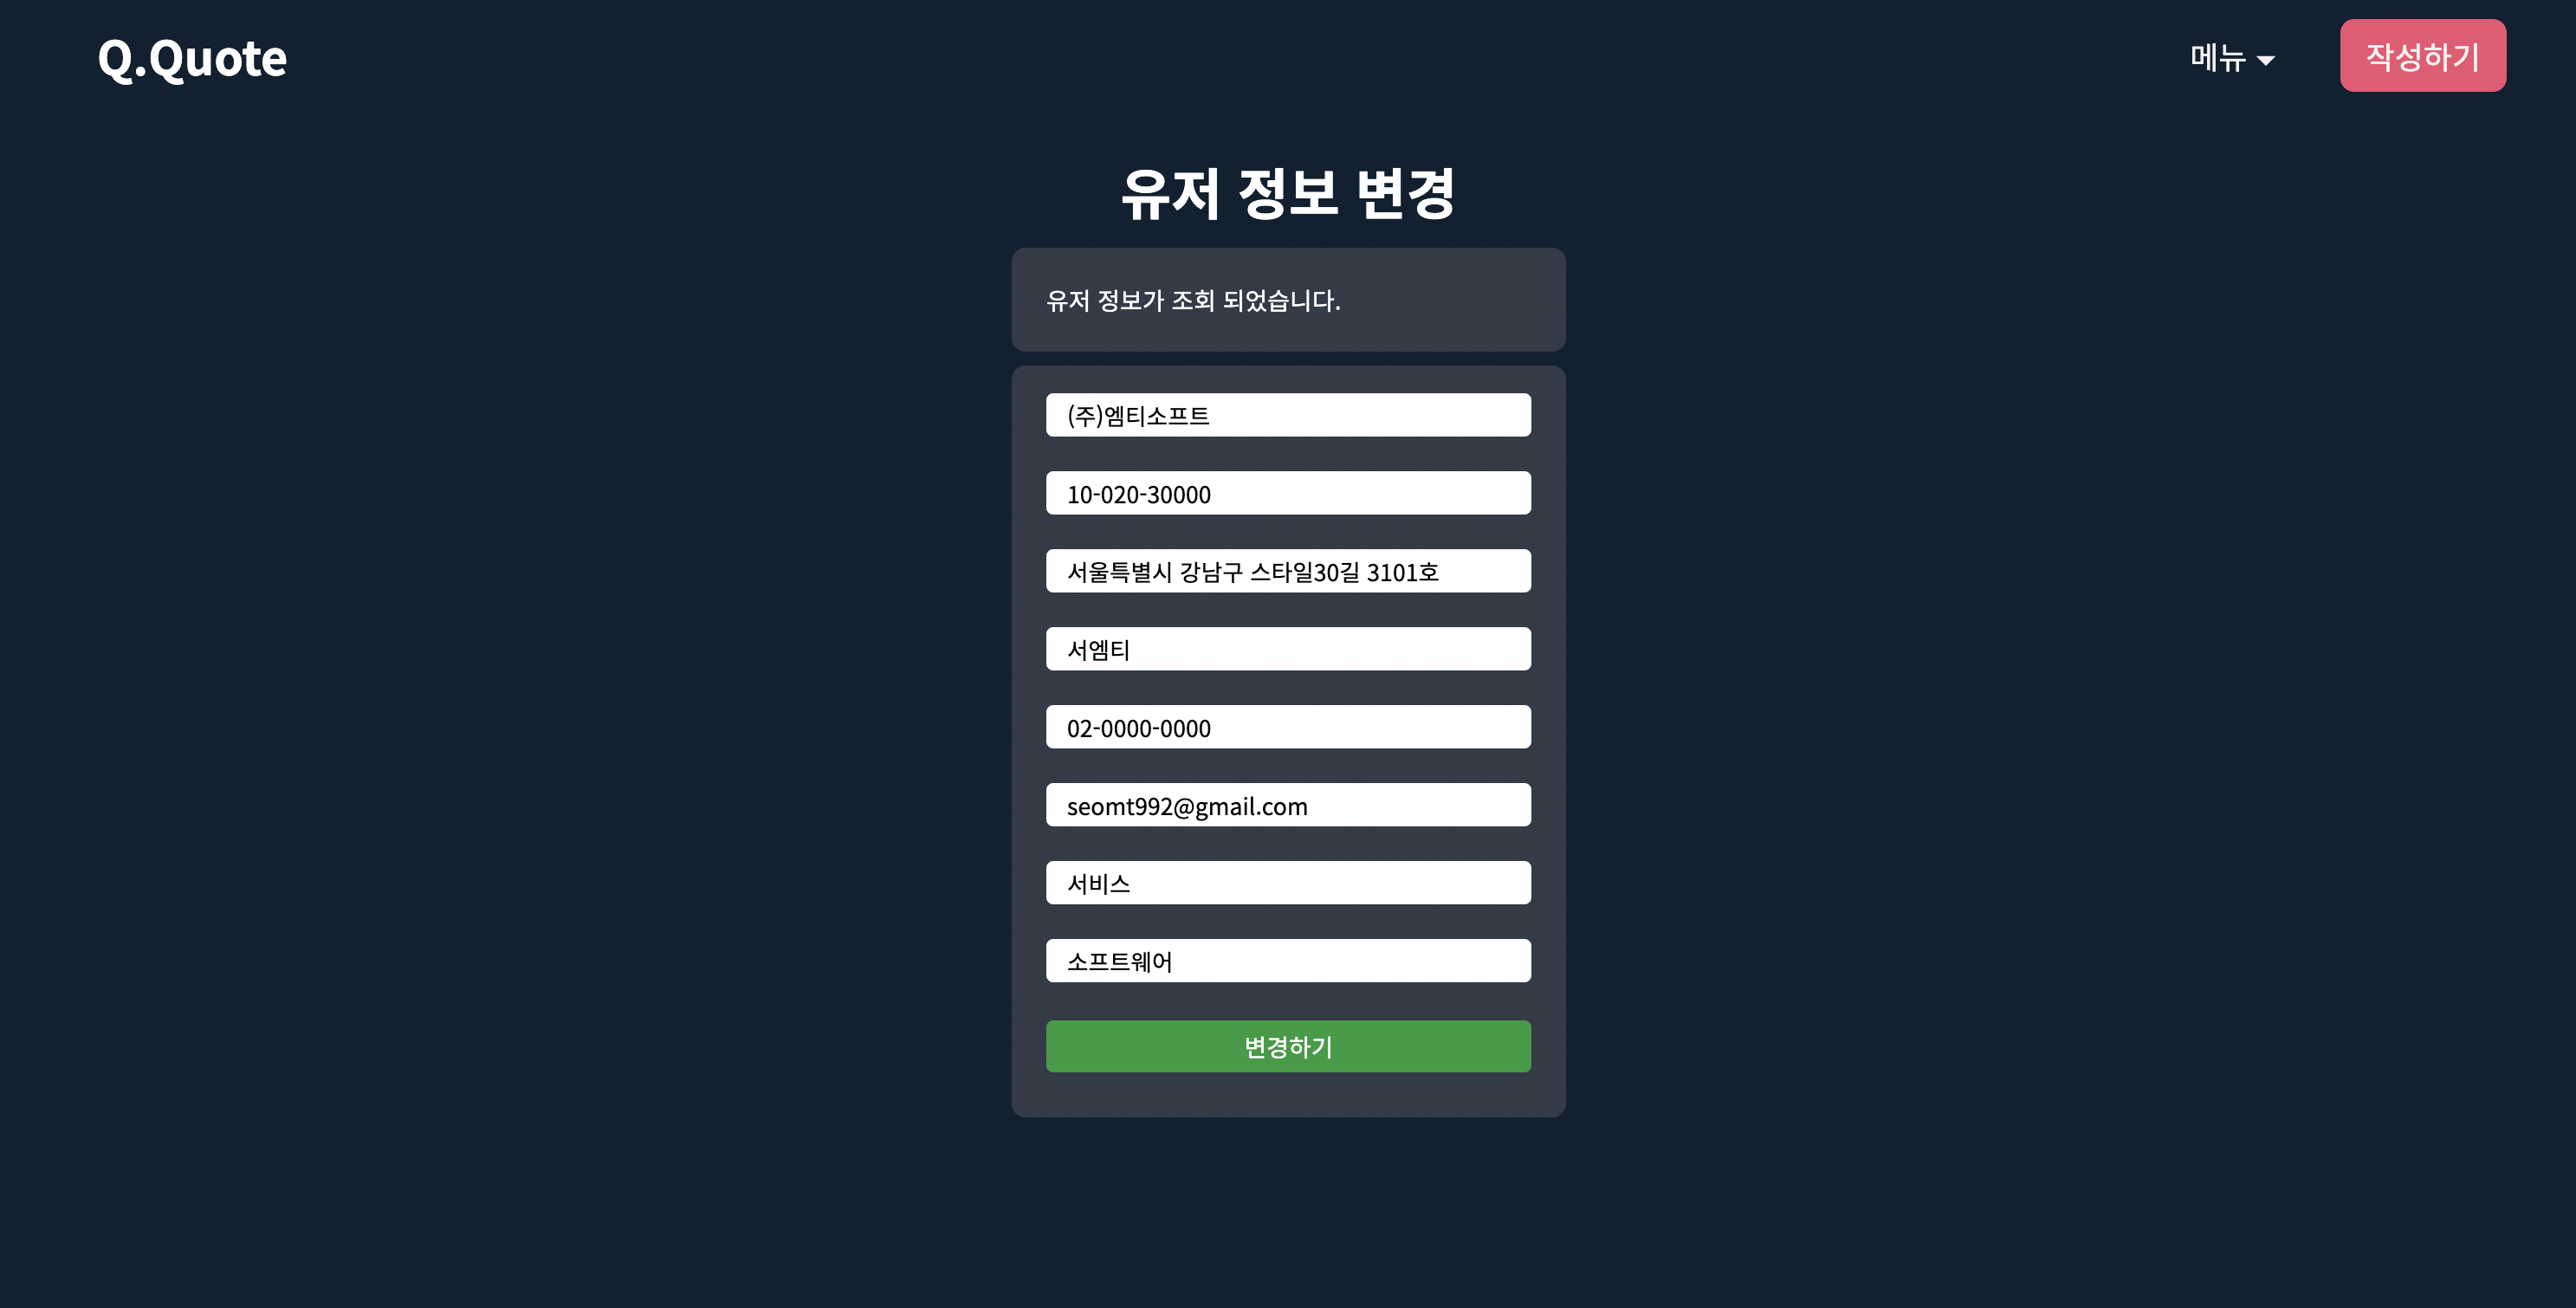 Q.Quote
메뉴
작성하기
유저 정보 변경
유저 정보가 조회 되었습니다.
(주)엠티소프트
10-020-30000
서울특별시 강남구 스타일30길 3101호
서엠티
02-0000-0000
seomt992@gmail.com
서비스
소프트웨어
변경하기